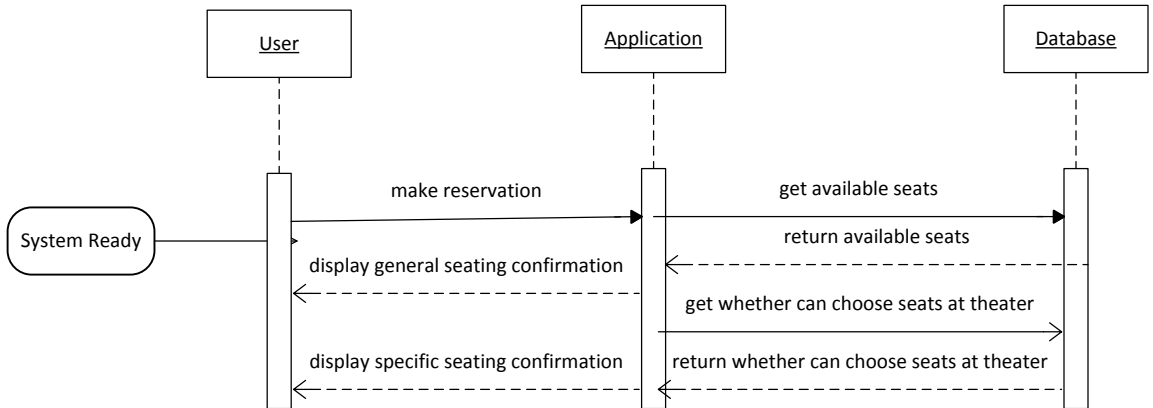 User
Application
Database
make reservation
get available seats
System Ready
return available seats
display general seating confirmation
get whether can choose seats at theater
display specific seating confirmation
return whether can choose seats at theater